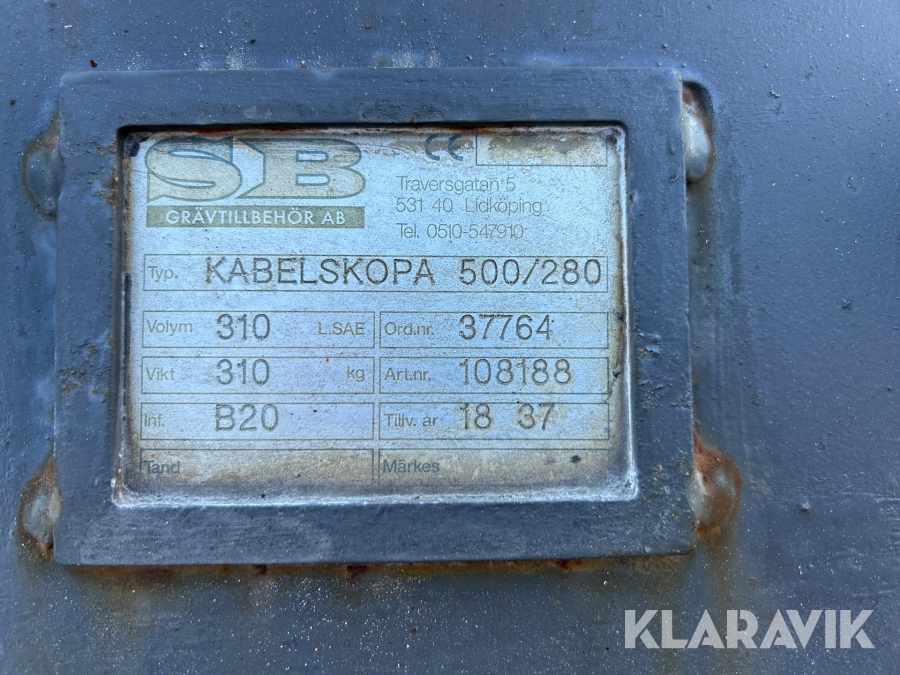 SB
GRÄVTILLBEHÖR AB
CE
Traversgatan 5
531 40 Lidköping
Tel. 0510-547910
Typ. KABELSKOPA 500/280
Volym 310 L.SAE Ord.nr. 37764
Vikt 310 kg Art.nr. 108188
Inf. B20 Tillv. år 18 37
Tand Märkes
KLARAVIK